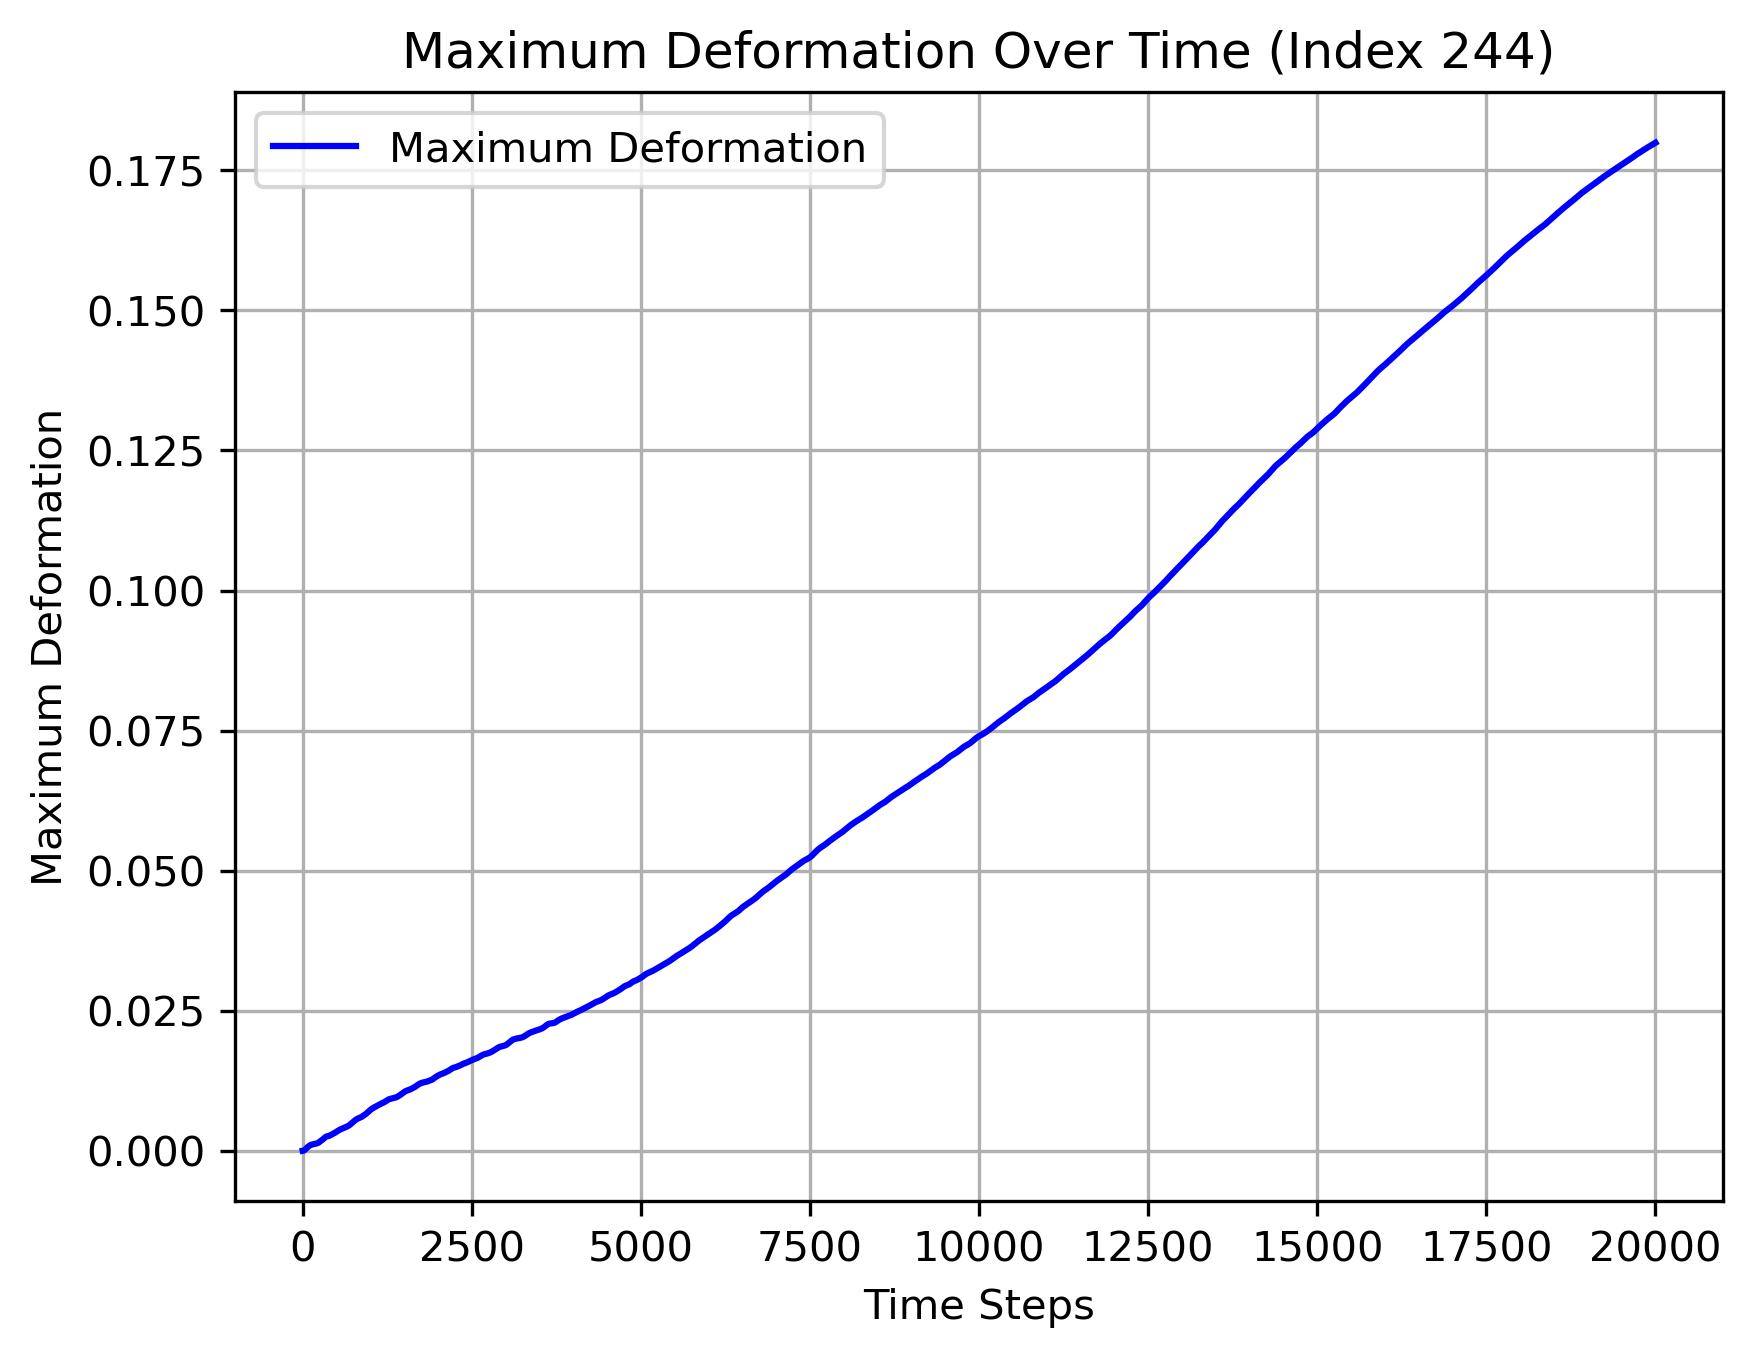 Maximum Deformation Over Time (Index 244)
Maximum Deformation
0.175
0.150
0.125
0.100
0.075
0.050
0.025
0.000
Maximum Deformation
0 2500 5000 7500 10000 12500 15000 17500 20000
Time Steps